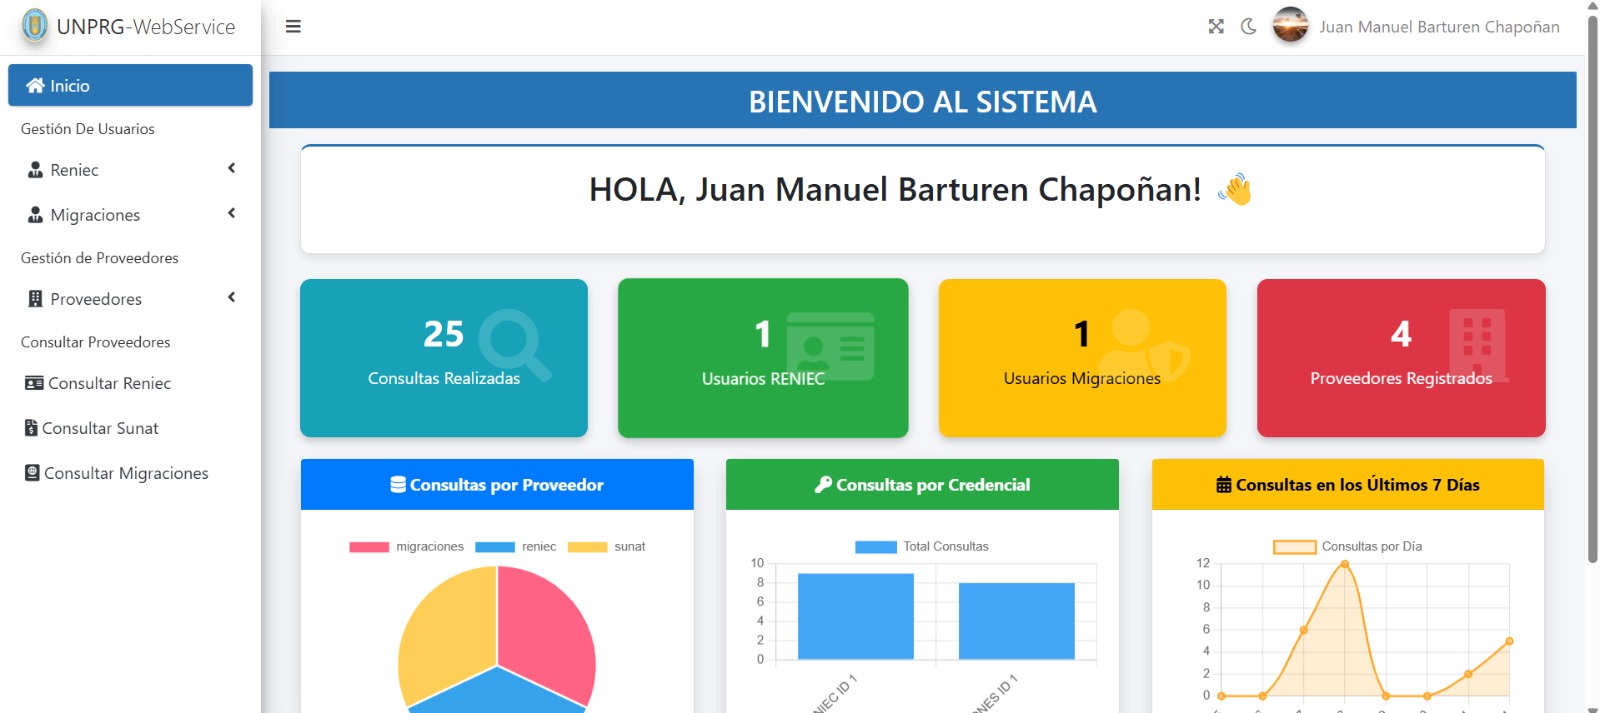 UNPRG-WebService
Juan Manuel Barturen Chapoñan
Inicio
Gestión De Usuarios
Reniec
Migraciones
Gestión de Proveedores
Proveedores
Consultar Proveedores
Consultar Reniec
Consultar Sunat
Consultar Migraciones
BIENVENIDO AL SISTEMA
HOLA, Juan Manuel Barturen Chapoñan! 👋
25
Consultas Realizadas
1
Usuarios RENIEC
1
Usuarios Migraciones
4
Proveedores Registrados
Consultas por Proveedor
migraciones reniec sunat
Consultas por Credencial
Total Consultas
10
8
6
4
2
0
ID 1
ID 1
Consultas en los Últimos 7 Días
Consultas por Día
12
10
8
6
4
2
0